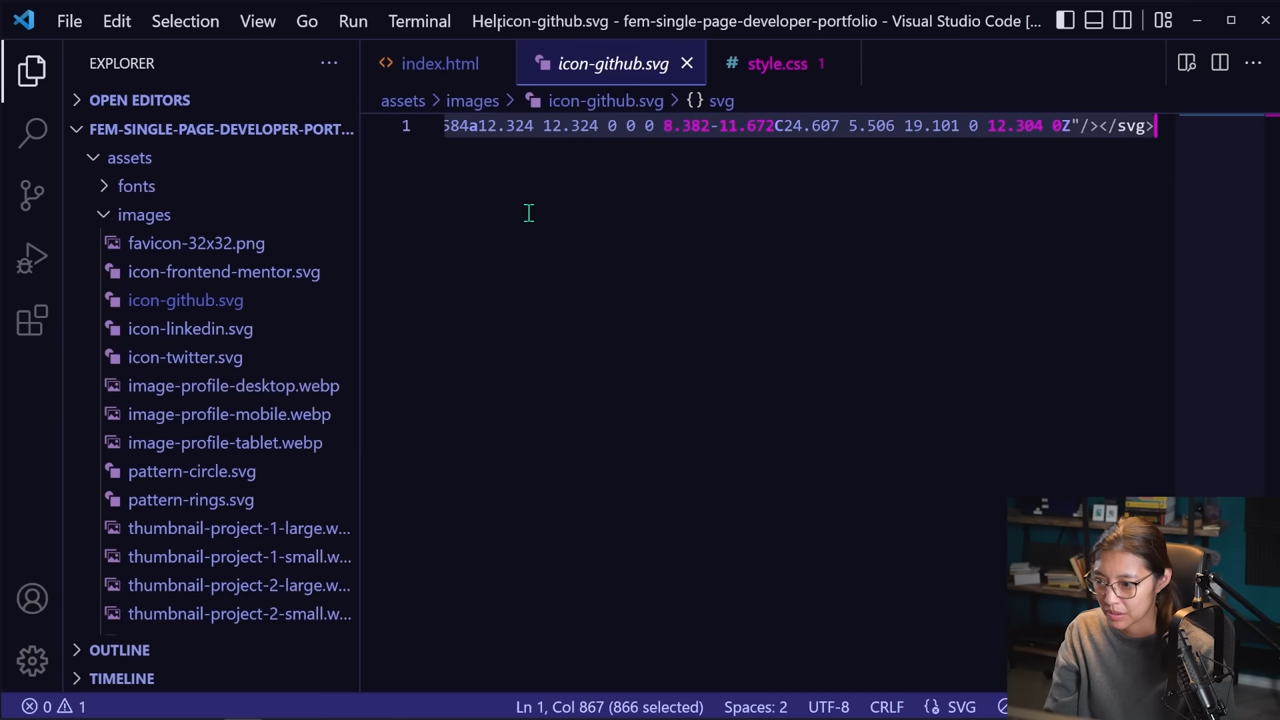 File Edit Selection View Go Run Terminal Hel icon-github.svg - fem-single-page-developer-portfolio - Visual Studio Code [...
EXPLORER
OPEN EDITORS
FEM-SINGLE-PAGE-DEVELOPER-PORT...
assets
fonts
images
favicon-32x32.png
icon-frontend-mentor.svg
icon-github.svg
icon-linkedin.svg
icon-twitter.svg
image-profile-desktop.webp
image-profile-mobile.webp
image-profile-tablet.webp
pattern-circle.svg
pattern-rings.svg
thumbnail-project-1-large.w...
thumbnail-project-1-small.w...
thumbnail-project-2-large.w...
thumbnail-project-2-small.w...
OUTLINE
TIMELINE
index.html icon-github.svg # style.css 1
assets > images > icon-github.svg > {} svg
1 584a12.324 12.324 0 0 0 8.382-11.672C24.607 5.506 19.101 0 12.304 0Z"/></svg>
0 1 Ln 1, Col 867 (866 selected) Spaces: 2 UTF-8 CRLF SVG